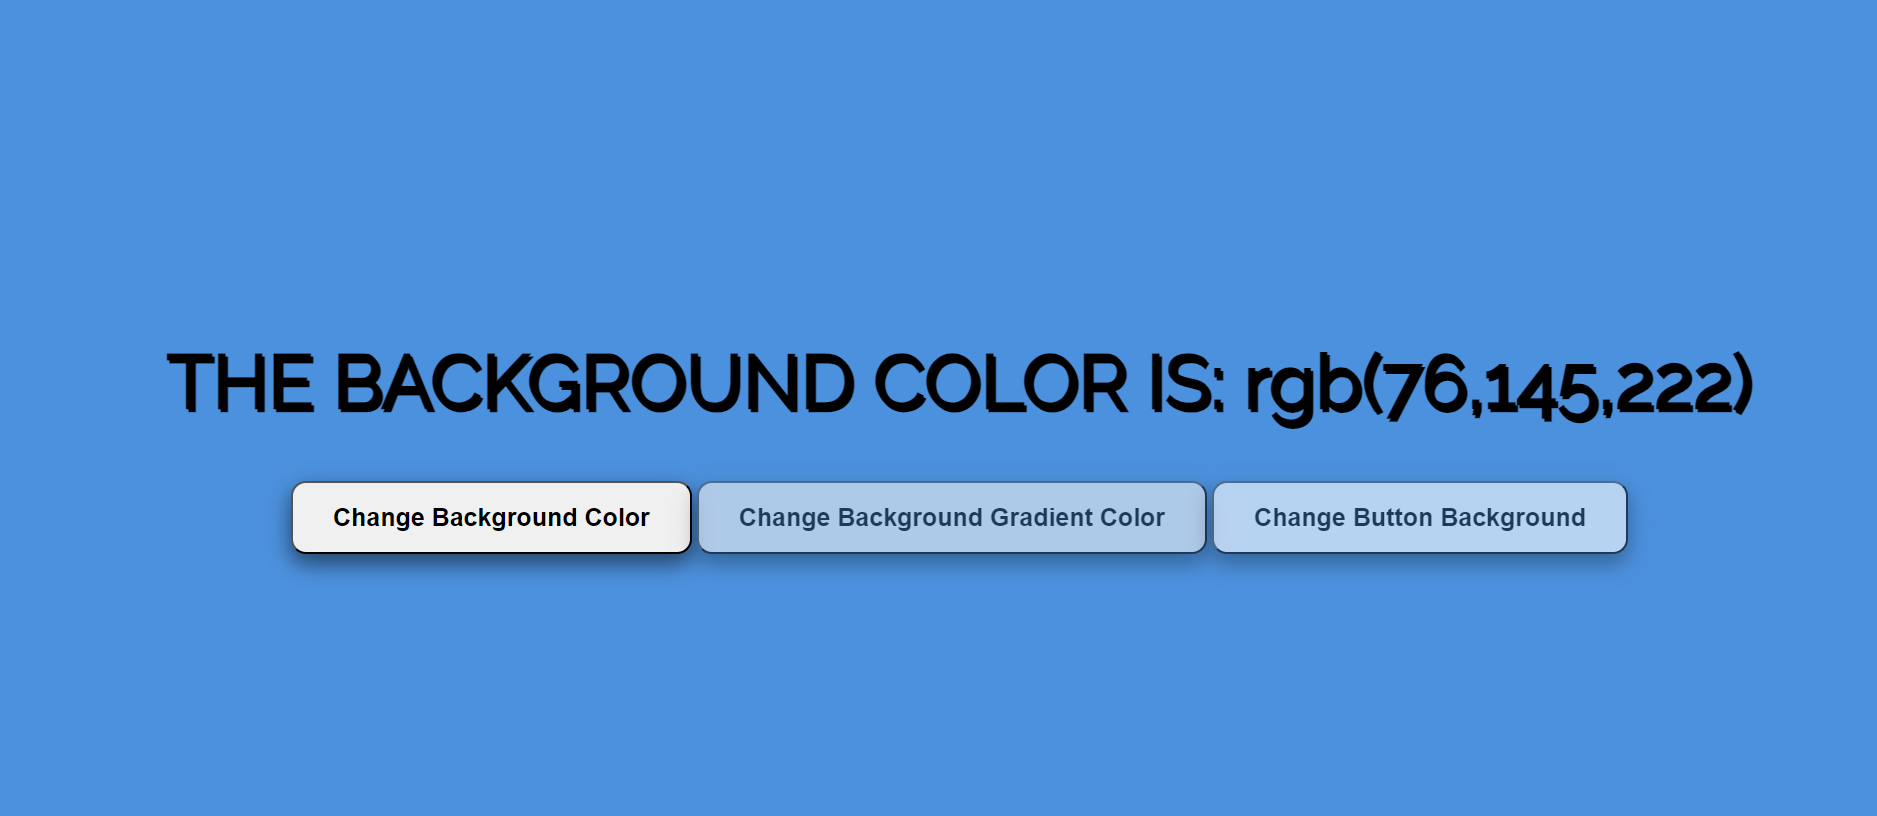 THE BACKGROUND COLOR IS: rgb(76,145,222)
Change Background Color
Change Background Gradient Color
Change Button Background